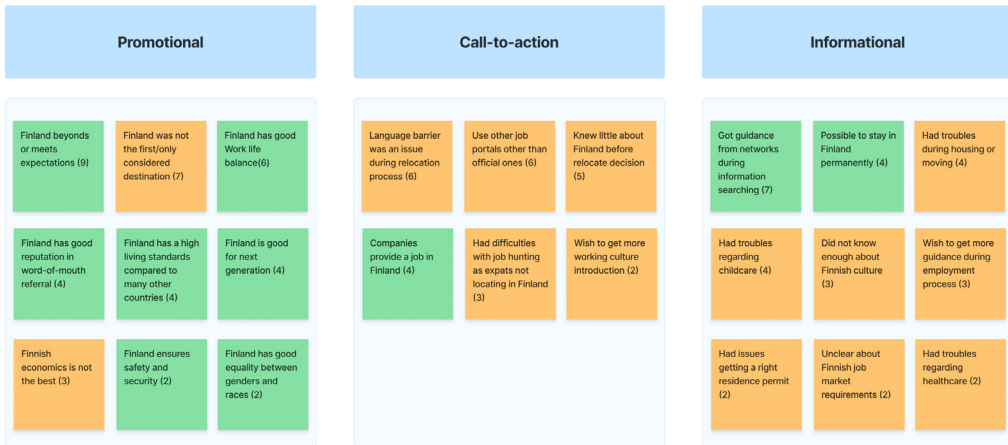 Promotional
Call-to-action
Informational
Finland beyonds
or meets
expectations (9)
Finland was not
the first/only
considered
destination (7)
Finland has good
Work life
balance(6)
Finland has good
reputation in
word-of-mouth
referral (4)
Finland has a high
living standards
compared to
many other
countries (4)
Finland is good
for next
generation (4)
Finnish
economics is not
the best (3)
Finland ensures
safety and
security (2)
Finland has good
equality between
genders and
races (2)
Language barrier
was an issue
during relocation
process (6)
Use other job
portals other than
official ones (6)
Knew little about
Finland before
relocate decision
(5)
Companies
provide a job in
Finland (4)
Had difficulties
with job hunting
as expats not
locating in Finland
(3)
Wish to get more
working culture
introduction (2)
Got guidance
from networks
during
information
searching (7)
Possible to stay in
Finland
permanently (4)
Had troubles
during housing or
moving (4)
Had troubles
regarding
childcare (4)
Did not know
enough about
Finnish culture
(3)
Wish to get more
guidance during
employment
process (3)
Had issues
getting a right
residence permit
(2)
Unclear about
Finnish job
market
requirements (2)
Had troubles
regarding
healthcare (2)